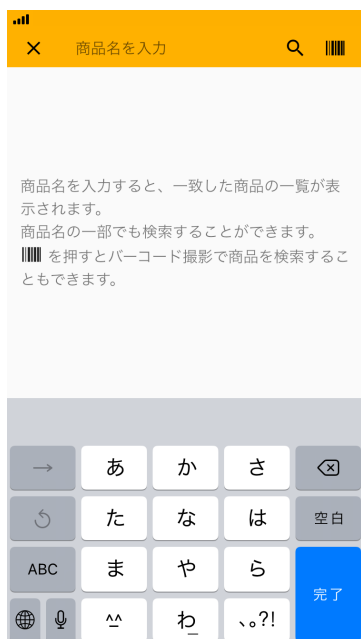 商品名を入力
商品名を入力すると、一致した商品の一覧が表
示されます。
商品名の一部でも検索することができます。
を押すとバーコード撮影で商品を検索するこ
ともできます。
→ あ か さ
た な は 空白
ABC ま や ら
完了
^^ わ_ 、。?!